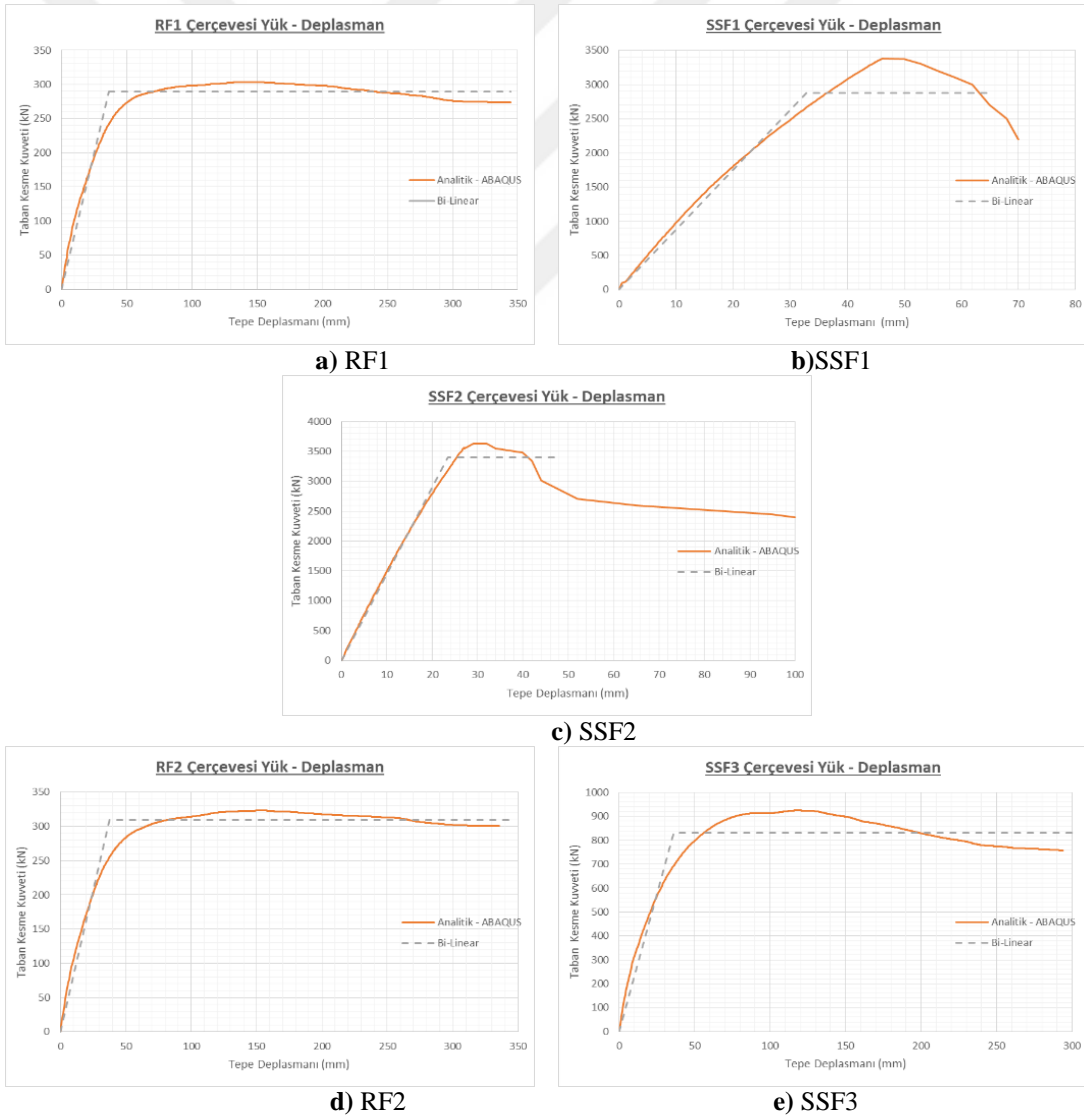 RF1 Çerçevesi Yük - Deplasman
Taban Kesme Kuvveti (kN)
350
300
250
200
150
100
50
0
0 50 100 150 200 250 300 345
Tepe Deplasmanı (mm)
Analitik - ABAQUS
Bi-Linear
a) RF1
SSF1 Çerçevesi Yük - Deplasman
Taban Kesme Kuvveti (kN)
3500
3000
2500
2000
1500
1000
500
0
0 10 20 30 40 50 60 70 80
Tepe Deplasmanı (mm)
Analitik - ABAQUS
Bi-Linear
b)SSF1
SSF2 Çerçevesi Yük - Deplasman
Taban Kesme Kuvveti (kN)
4000
3500
3000
2500
2000
1500
1000
500
0
0 10 20 30 40 50 60 70 80 90 100
Tepe Deplasmanı (mm)
Analitik - ABAQUS
Bi-Linear
c) SSF2
RF2 Çerçevesi Yük - Deplasman
Taban Kesme Kuvveti (kN)
350
300
250
200
150
100
50
0
0 50 100 150 200 250 300 350
Tepe Deplasmanı (mm)
Analitik - ABAQUS
Bi-Linear
d) RF2
SSF3 Çerçevesi Yük - Deplasman
Taban Kesme Kuvveti (kN)
1000
900
800
700
600
500
400
300
200
100
0
0 50 100 150 200 250 300
Tepe Deplasmanı (mm)
Analitik - ABAQUS
Bi-Linear
e) SSF3